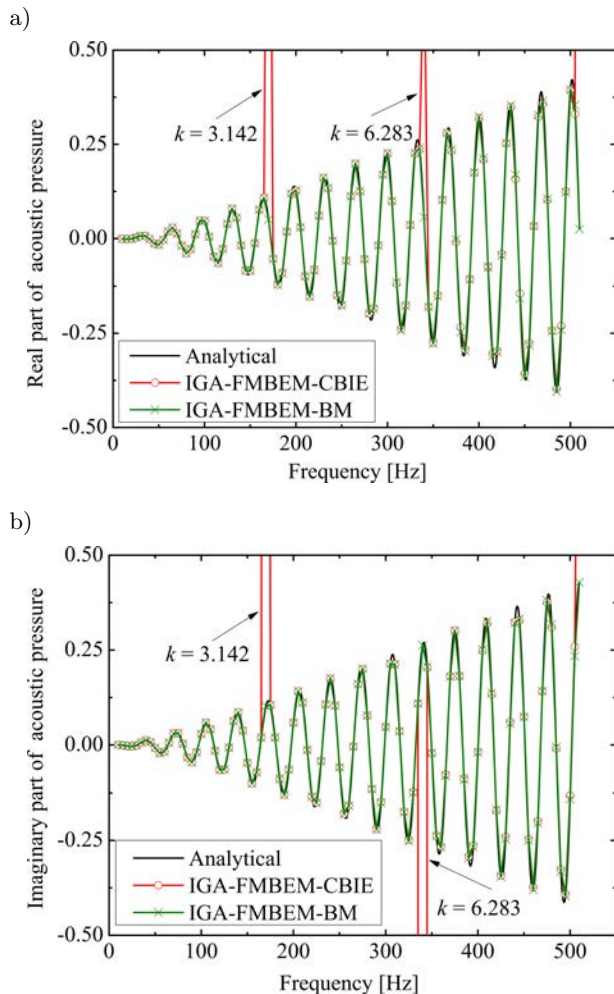 a)
0.50
0.25
0.00
-0.25
-0.50
Real part of acoustic pressure
k = 3.142
k = 6.283
Analytical
IGA-FMBEM-CBIE
IGA-FMBEM-BM
0 100 200 300 400 500
Frequency [Hz]
b)
0.50
0.25
0.00
-0.25
-0.50
Imaginary part of acoustic pressure
k = 3.142
Analytical
IGA-FMBEM-CBIE
IGA-FMBEM-BM
k = 6.283
0 100 200 300 400 500
Frequency [Hz]